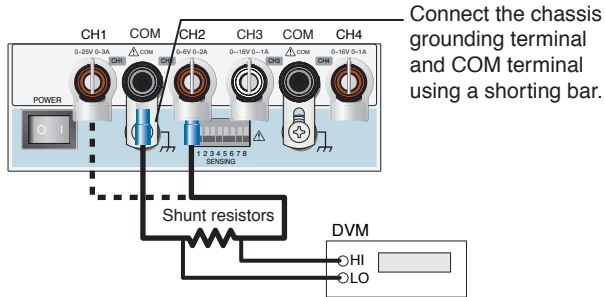 CH1 COM CH2 CH3 COM CH4
0-25V 0-3A ⚠COM 0-6V 0-2A 0--16V 0--1A ⚠COM 0-16V 0-1A
CH1 CH2 CH3 CH4
POWER
O I
1 2 3 4 5 6 7 8
SENSING
Connect the chassis
grounding terminal
and COM terminal
using a shorting bar.
Shunt resistors
DVM
HI
LO